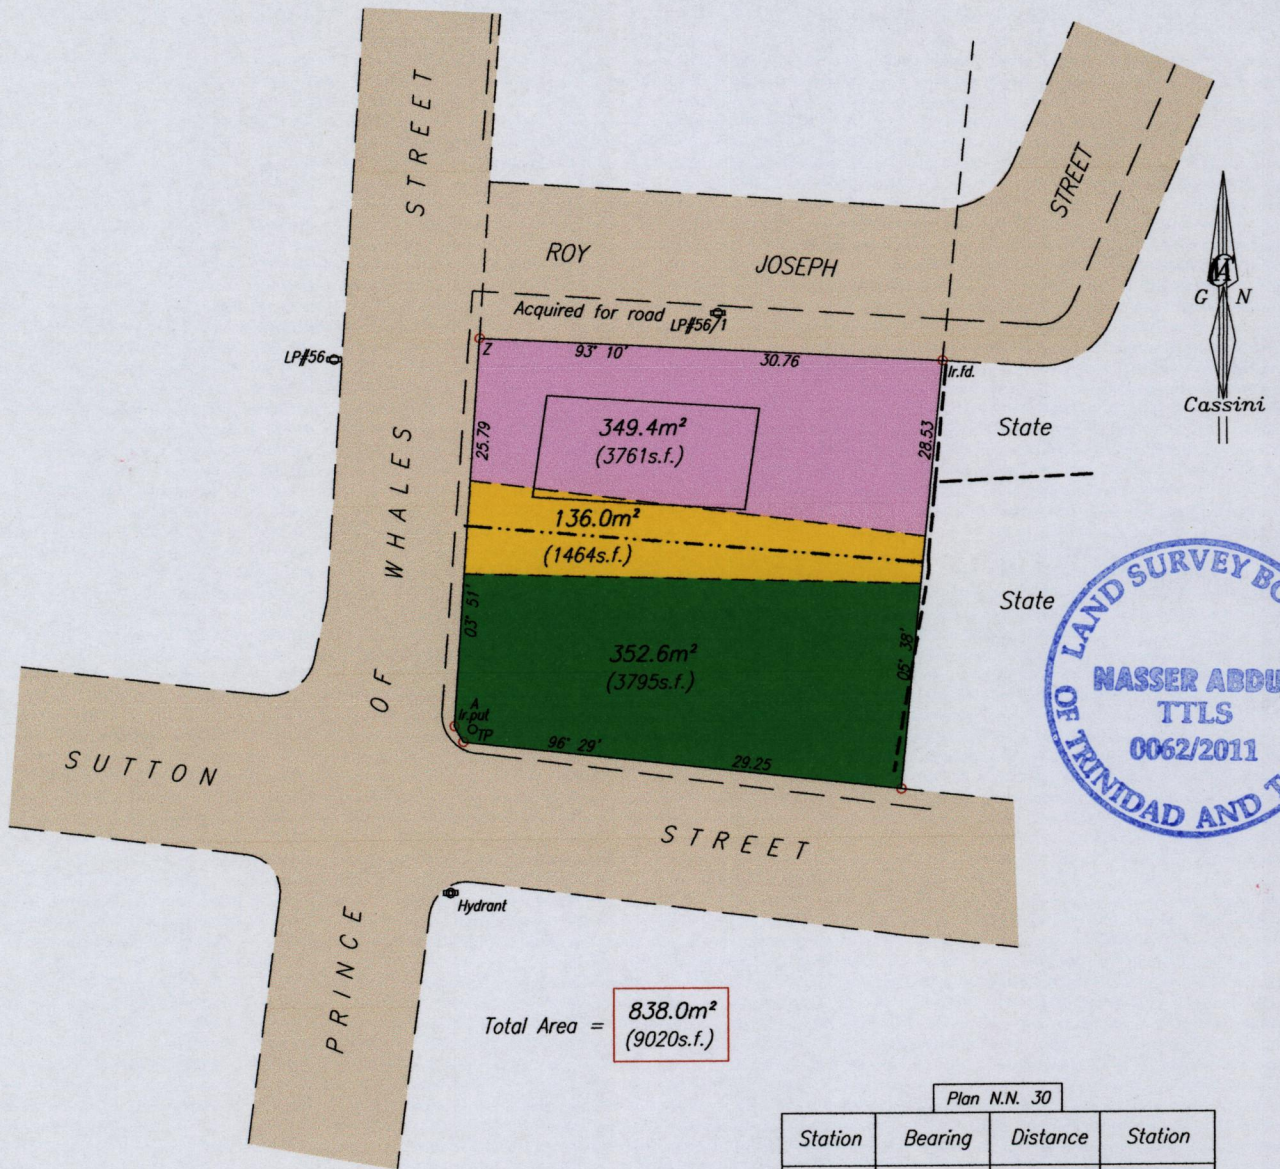 STREET
STREET
ROY JOSEPH
Acquired for road
LP#56/1
G N
Cassini
LP#56
Z
93° 10'
30.76
Ir.fd.
State
25.79
349.4m²
(3761s.f.)
28.53
OF WHALES
136.0m²
(1464s.f.)
State
03° 51'
352.6m²
(3795s.f.)
05° 38'
LAND SURVEY BO
NASSER ABDU
TTLS
0062/2011
OF TRINIDAD AND T
A
Ir.put
TP
96° 29'
29.25
SUTTON
STREET
Hydrant
PRINCE
Total Area =
838.0m²
(9020s.f.)
Plan N.N. 30
Station Bearing Distance Station